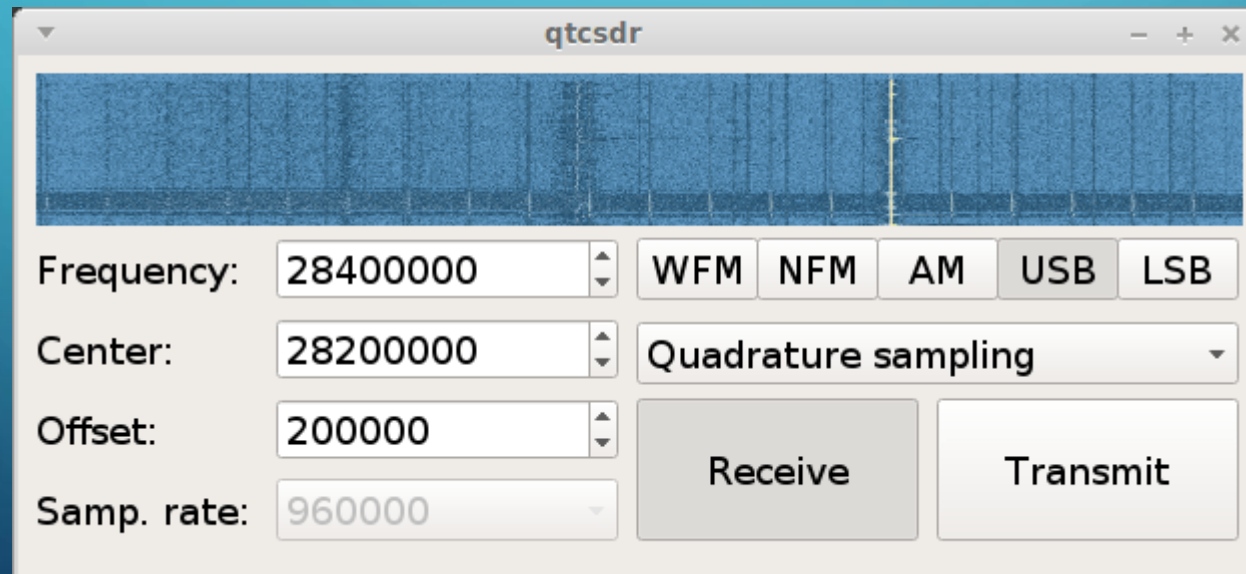 qtcsdr
Frequency: 28400000 WFM NFM AM USB LSB
Center: 28200000 Quadrature sampling
Offset: 200000
Receive Transmit
Samp. rate: 960000